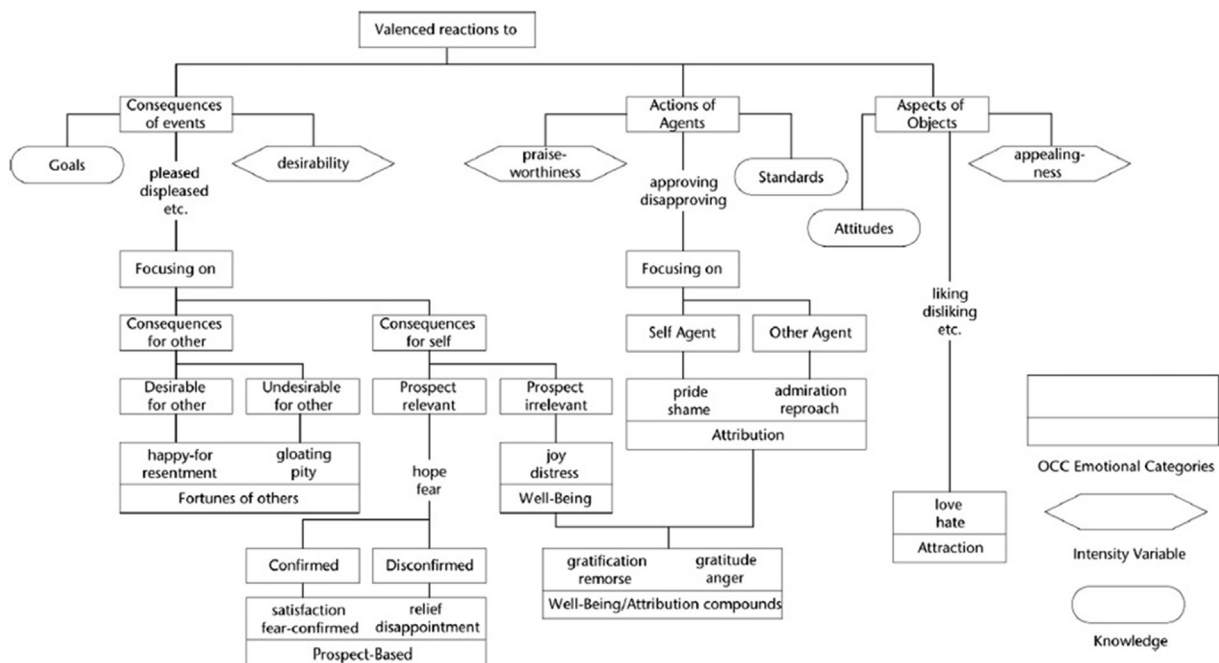 Valenced reactions to
Consequences
of events
Actions of
Agents
Aspects of
Objects
Goals
desirability
praise-
worthiness
Standards
appealing-
ness
pleased
displeased
etc.
approving
disapproving
Attitudes
Focusing on
Focusing on
liking
disliking
etc.
Consequences
for other
Consequences
for self
Self Agent
Other Agent
Desirable
for other
Undesirable
for other
Prospect
relevant
Prospect
irrelevant
pride
shame
admiration
reproach
Attribution
happy-for
resentment
gloating
pity
Fortunes of others
hope
fear
joy
distress
Well-Being
OCC Emotional Categories
love
hate
Attraction
Confirmed
Disconfirmed
gratification
remorse
gratitude
anger
Well-Being/Attribution compounds
Intensity Variable
satisfaction
fear-confirmed
relief
disappointment
Prospect-Based
Knowledge